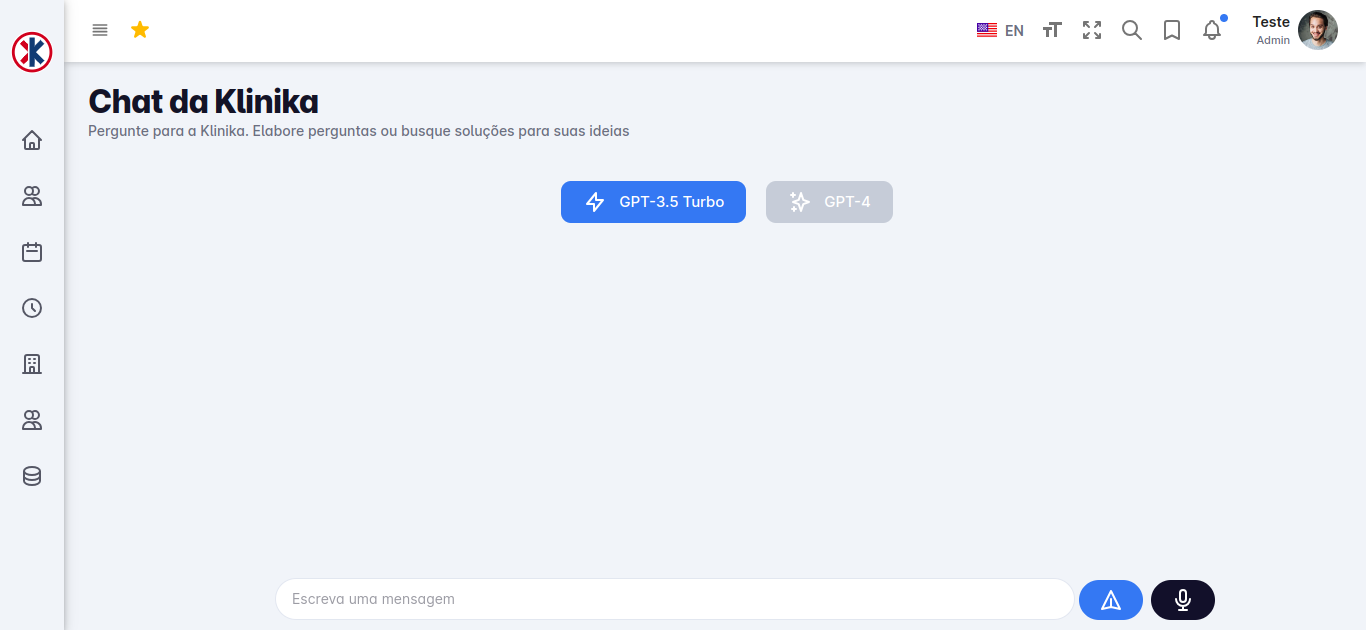 EN
Teste
Admin
Chat da Klinika
Pergunte para a Klinika. Elabore perguntas ou busque soluções para suas ideias
GPT-3.5 Turbo
GPT-4
Escreva uma mensagem